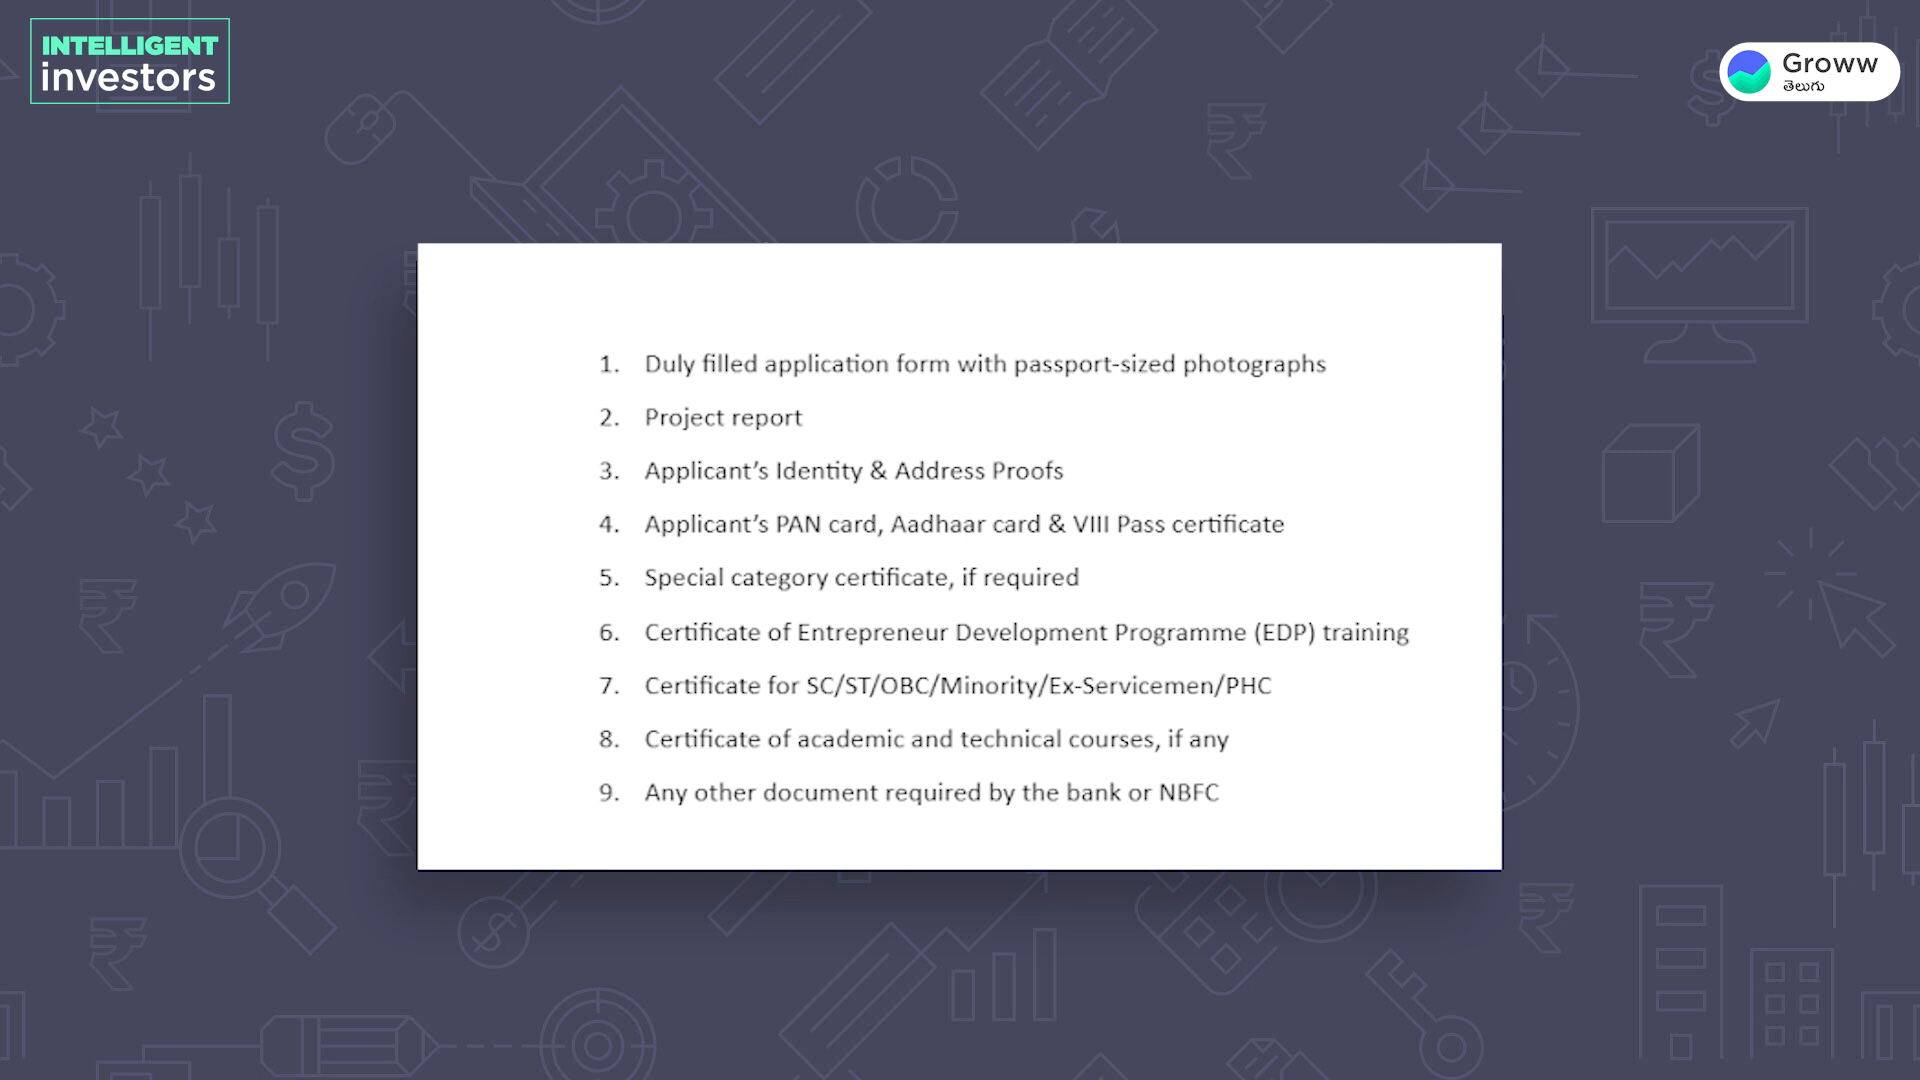 INTELLIGENT
investors
Groww
తెలుగు
1. Duly filled application form with passport-sized photographs
2. Project report
3. Applicant’s Identity & Address Proofs
4. Applicant’s PAN card, Aadhaar card & VIII Pass certificate
5. Special category certificate, if required
6. Certificate of Entrepreneur Development Programme (EDP) training
7. Certificate for SC/ST/OBC/Minority/Ex-Servicemen/PHC
8. Certificate of academic and technical courses, if any
9. Any other document required by the bank or NBFC